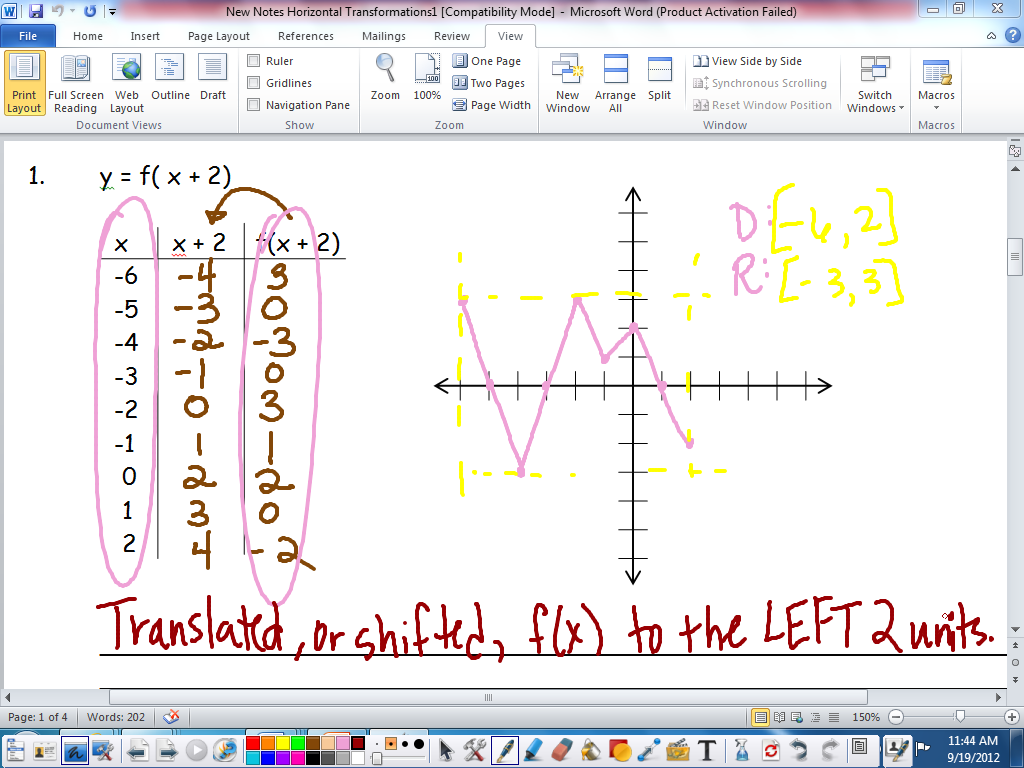 New Notes Horizontal Transformations1 [Compatibility Mode] - Microsoft Word (Product Activation Failed)
File Home Insert Page Layout References Mailings Review View
Print Layout
Full Screen Reading
Web Layout
Outline
Draft
Document Views
Ruler
Gridlines
Navigation Pane
Show
Zoom
100%
One Page
Two Pages
Page Width
Zoom
New Window
Arrange All
Split
View Side by Side
Synchronous Scrolling
Reset Window Position
Window
Switch Windows
Macros
Macros
1. y = f( x + 2)
D: [-6, 2]
R: [-3, 3]
x x + 2 f(x + 2)
-6 -4 3
-5 -3 0
-4 -2 -3
-3 -1 0
-2 0 3
-1 1 1
0 2 2
1 3 0
2 4 -2
Translated, or shifted, f(x) to the LEFT 2 units.
Page: 1 of 4 Words: 202 150%
11:44 AM
9/19/2012